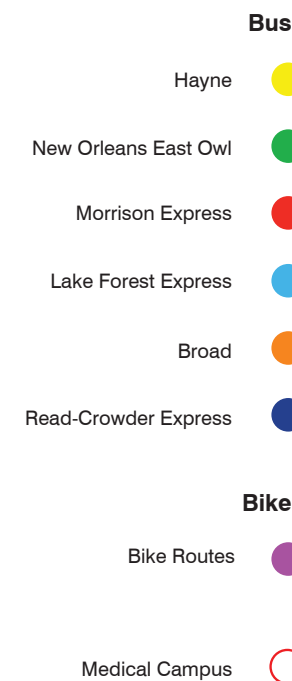 Bus
Hayne
New Orleans East Owl
Morrison Express
Lake Forest Express
Broad
Read-Crowder Express
Bike
Bike Routes
Medical Campus